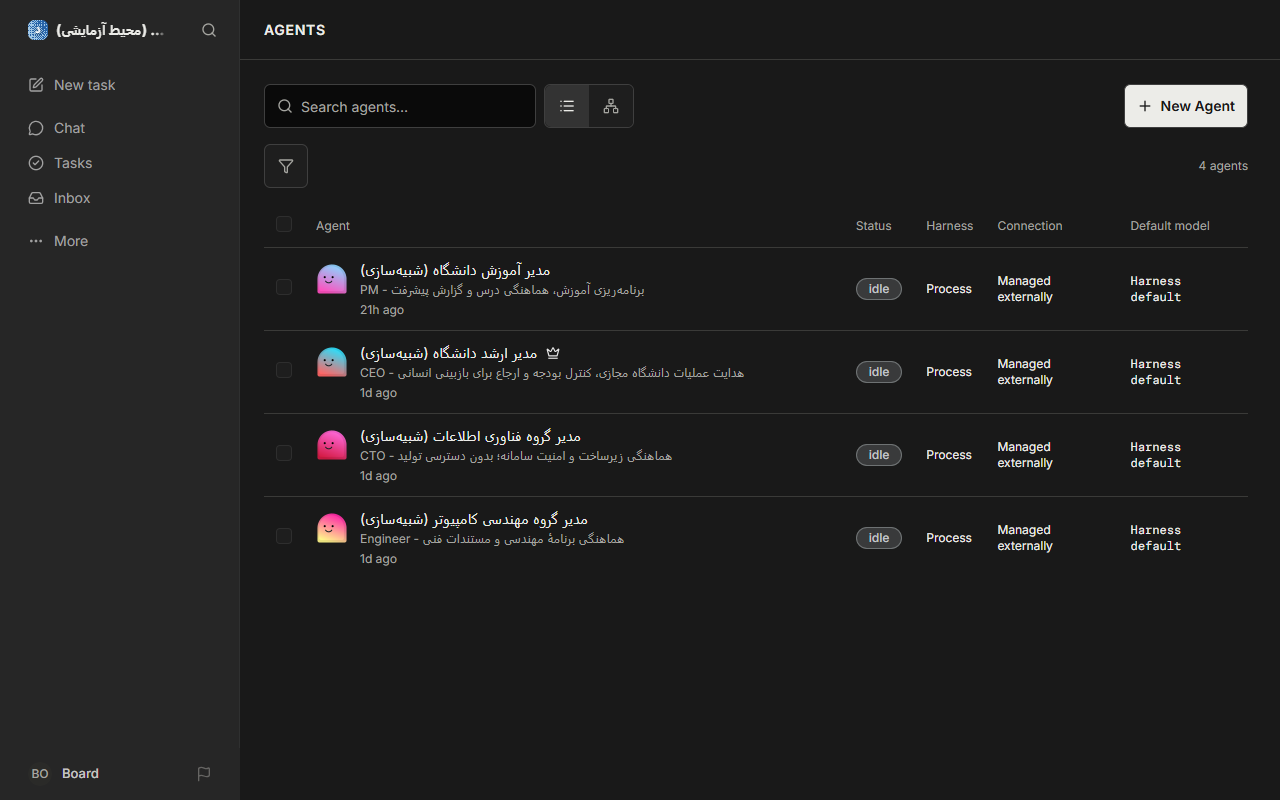 (محیط آزمایشی) ...
New task
Chat
Tasks
Inbox
More
BO Board
AGENTS
Search agents...
New Agent
4 agents
Agent Status Harness Connection Default model
مدیر آموزش دانشگاه (شبیه‌سازی)
PM - برنامه‌ریزی آموزش، هماهنگی درس و گزارش پیشرفت
21h ago
idle
Process
Managed externally
Harness default
مدیر ارشد دانشگاه (شبیه‌سازی)
CEO - هدایت عملیات دانشگاه مجازی، کنترل بودجه و ارجاع برای بازبینی انسانی
1d ago
idle
Process
Managed externally
Harness default
مدیر گروه فناوری اطلاعات (شبیه‌سازی)
CTO - هماهنگی زیرساخت و امنیت سامانه؛ بدون دسترسی تولید
1d ago
idle
Process
Managed externally
Harness default
مدیر گروه مهندسی کامپیوتر (شبیه‌سازی)
Engineer - هماهنگی برنامهٔ مهندسی و مستندات فنی
1d ago
idle
Process
Managed externally
Harness default